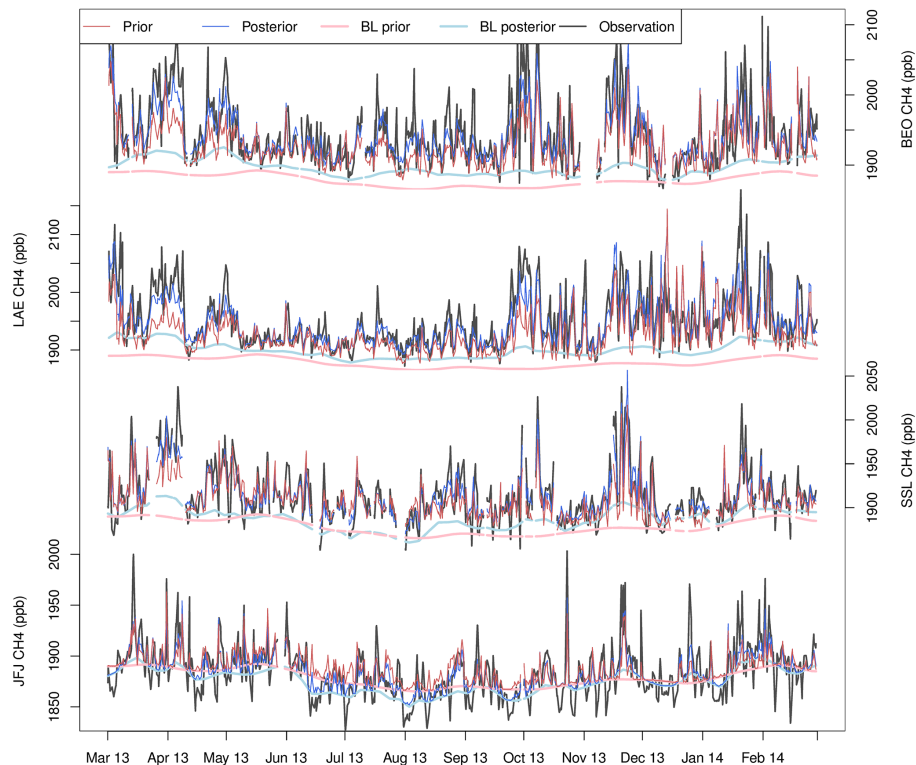 Prior Posterior BL prior BL posterior Observation
BEO CH4 (ppb)
1900 2000 2100
LAE CH4 (ppb)
1900 2000 2100
SSL CH4 (ppb)
1900 1950 2000 2050
JFJ CH4 (ppb)
1850 1900 1950 2000
Mar 13 Apr 13 May 13 Jun 13 Jul 13 Aug 13 Sep 13 Oct 13 Nov 13 Dec 13 Jan 14 Feb 14